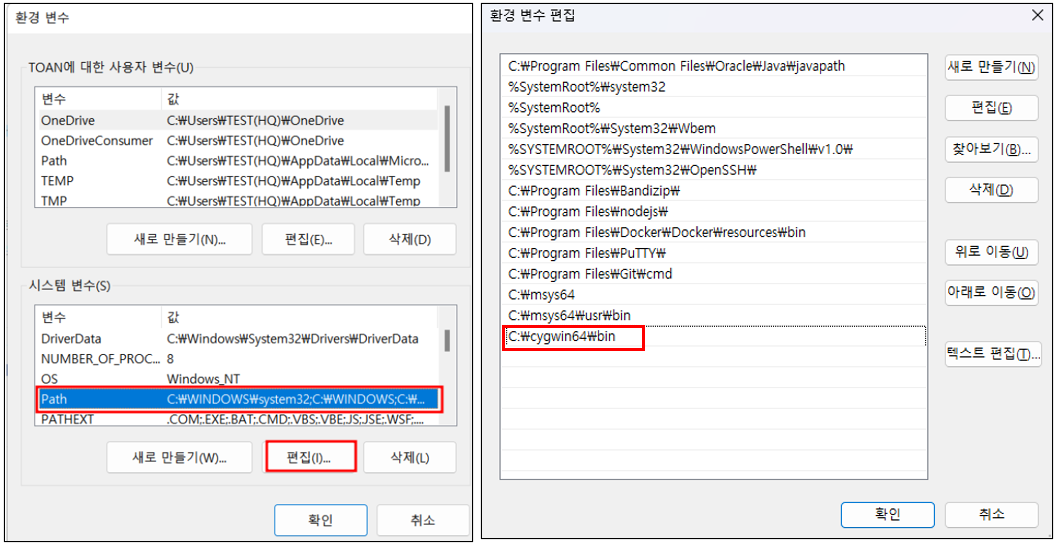 환경 변수
TOAN에 대한 사용자 변수(U)
변수 값
OneDrive C:₩Users₩TEST(HQ)₩OneDrive
OneDriveConsumer C:₩Users₩TEST(HQ)₩OneDrive
Path C:₩Users₩TEST(HQ)₩AppData₩Local₩Micro...
TEMP C:₩Users₩TEST(HQ)₩AppData₩Local₩Temp
TMP C:₩Users₩TEST(HQ)₩AppData₩Local₩Temp
새로 만들기(N)... 편집(E)... 삭제(D)
시스템 변수(S)
변수 값
DriverData C:₩Windows₩System32₩Drivers₩DriverData
NUMBER_OF_PROC... 8
OS Windows_NT
Path C:₩WINDOWS₩system32;C:₩WINDOWS;C:₩...
PATHEXT .COM;.EXE;.BAT;.CMD;.VBS;.VBE;.JS;.JSE;.WSF;....
새로 만들기(W)... 편집(I)... 삭제(L)
확인 취소
환경 변수 편집
C:₩Program Files₩Common Files₩Oracle₩Java₩javapath
%SystemRoot%₩system32
%SystemRoot%
%SystemRoot%₩System32₩Wbem
%SYSTEMROOT%₩System32₩WindowsPowerShell₩v1.0₩
%SYSTEMROOT%₩System32₩OpenSSH₩
C:₩Program Files₩Bandizip₩
C:₩Program Files₩nodejs₩
C:₩Program Files₩Docker₩Docker₩resources₩bin
C:₩Program Files₩PuTTY₩
C:₩Program Files₩Git₩cmd
C:₩msys64
C:₩msys64₩usr₩bin
C:₩cygwin64₩bin
새로 만들기(N)
편집(E)
찾아보기(B)...
삭제(D)
위로 이동(U)
아래로 이동(O)
텍스트 편집(T)...
확인 취소